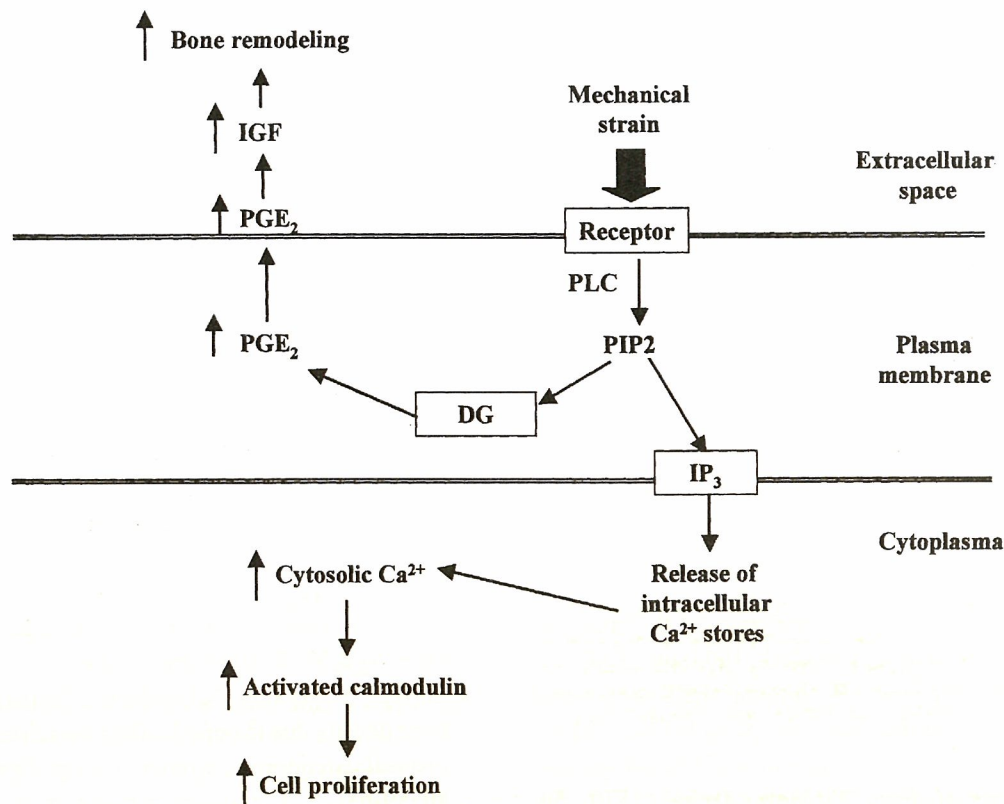 Bone remodeling
IGF
PGE₂
Mechanical
strain
Extracellular
space
Receptor
PLC
PGE₂
PIP2
Plasma
membrane
DG
IP₃
Cytoplasma
Cytosolic Ca²⁺
Release of
intracellular
Ca²⁺ stores
Activated calmodulin
Cell proliferation